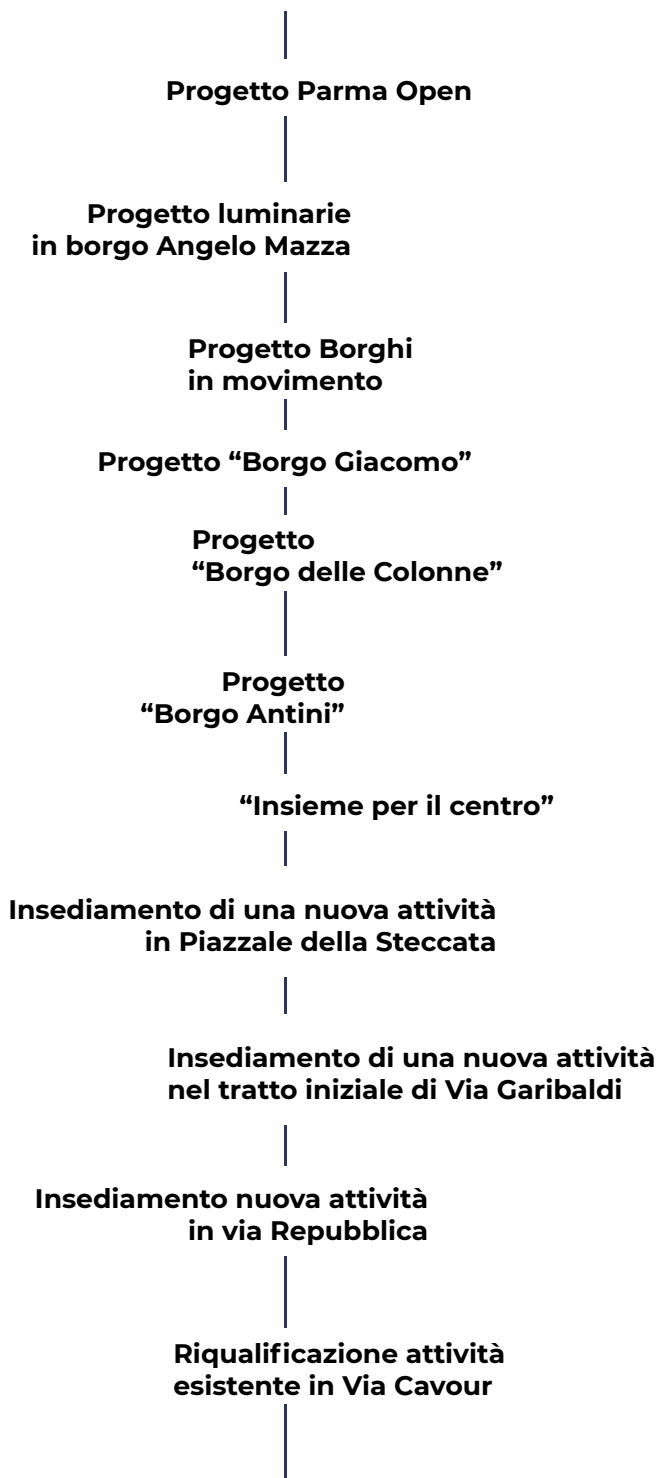 Progetto Parma Open
Progetto luminarie
in borgo Angelo Mazza
Progetto Borghi
in movimento
Progetto “Borgo Giacomo”
Progetto
“Borgo delle Colonne”
Progetto
“Borgo Antini”
“Insieme per il centro”
Insediamento di una nuova attività
in Piazzale della Steccata
Insediamento di una nuova attività
nel tratto iniziale di Via Garibaldi
Insediamento nuova attività
in via Repubblica
Riqualificazione attività
esistente in Via Cavour